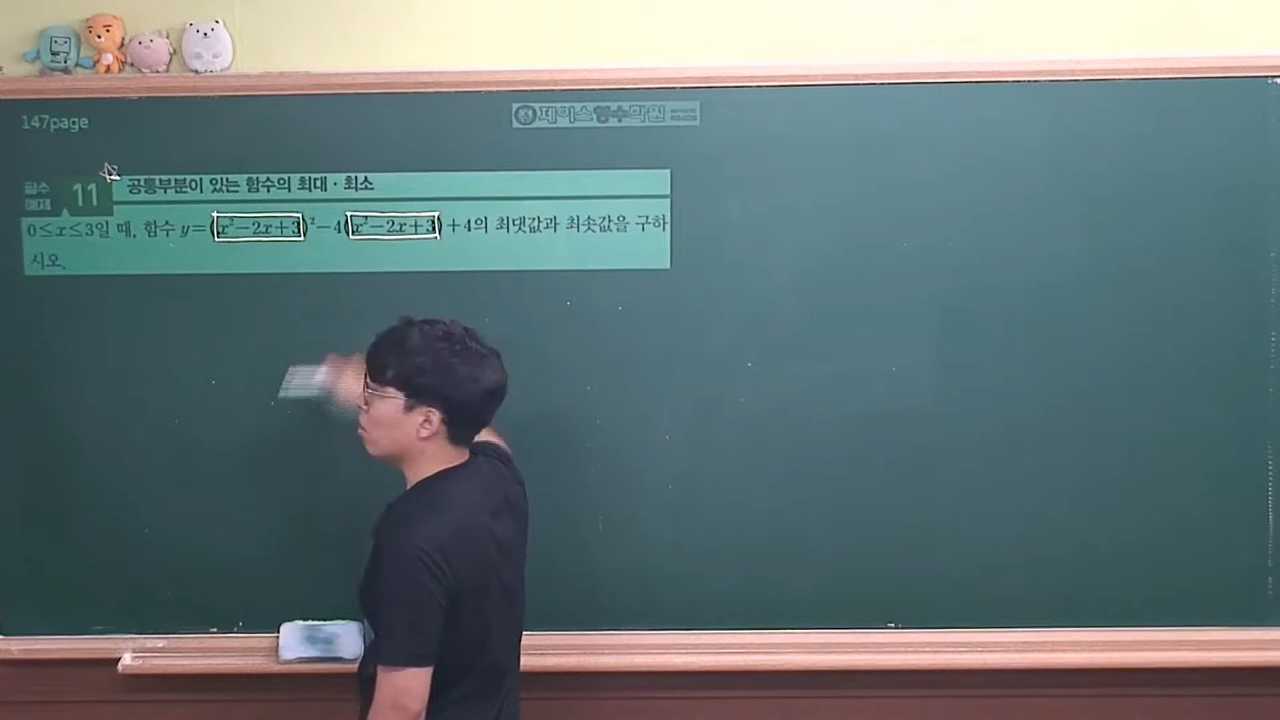 147page
제이스영수학원
필수
예제 11 공통부분이 있는 함수의 최대 · 최소
0≤x≤3일 때, 함수 y=(x²−2x+3)²−4(x²−2x+3)+4의 최댓값과 최솟값을 구하
시오.